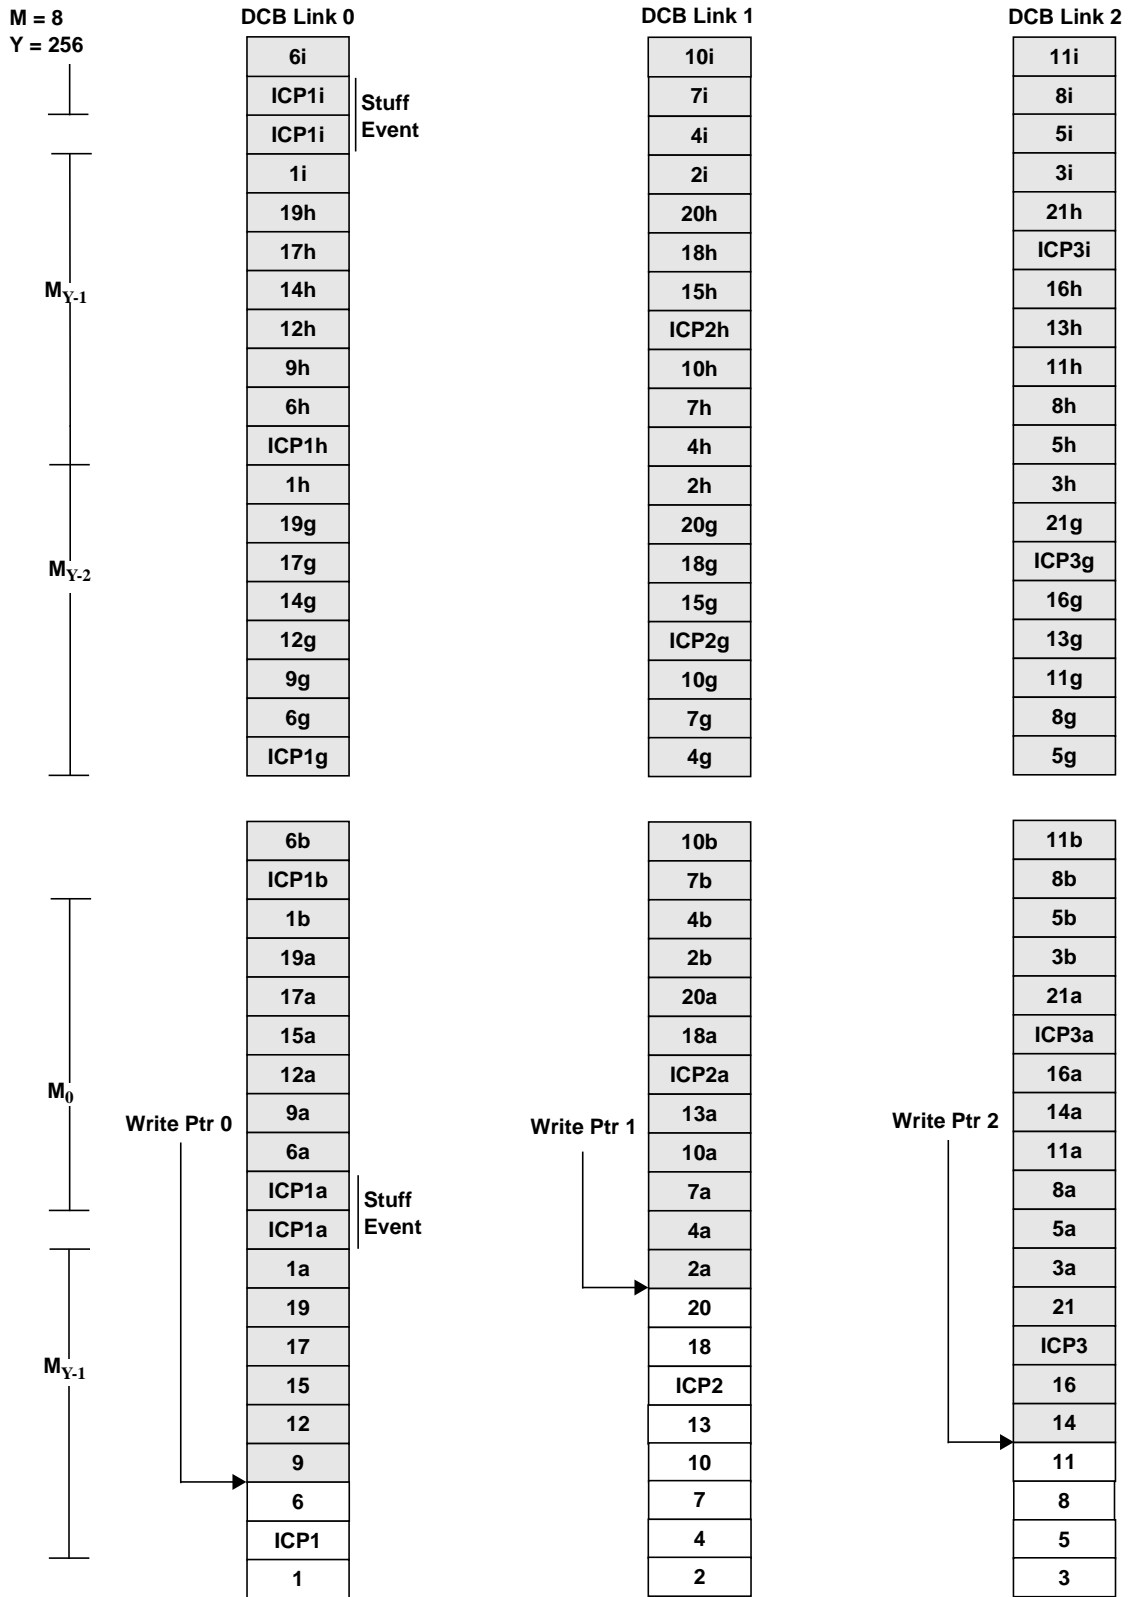 M = 8 DCB Link 0 DCB Link 1 DCB Link 2
Y = 256
6i 10i 11i
ICP1i Stuff 7i 8i
ICP1i Event 4i 5i
1i 2i 3i
19h 20h 21h
17h 18h ICP3i
MY-1 14h 15h 16h
12h ICP2h 13h
9h 10h 11h
6h 7h 8h
ICP1h 4h 5h
1h 2h 3h
19g 20g 21g
MY-2 17g 18g ICP3g
14g 15g 16g
12g ICP2g 13g
9g 10g 11g
6g 7g 8g
ICP1g 4g 5g
6b 10b 11b
ICP1b 7b 8b
1b 4b 5b
19a 2b 3b
17a 20a 21a
15a 18a ICP3a
M0 12a ICP2a 16a
Write Ptr 0 9a Write Ptr 1 13a Write Ptr 2 14a
6a 10a 11a
ICP1a Stuff 7a 8a
ICP1a Event 4a 5a
1a 2a 3a
19 20 21
MY-1 17 18 ICP3
15 ICP2 16
12 13 14
9 10 11
6 7 8
ICP1 4 5
1 2 3